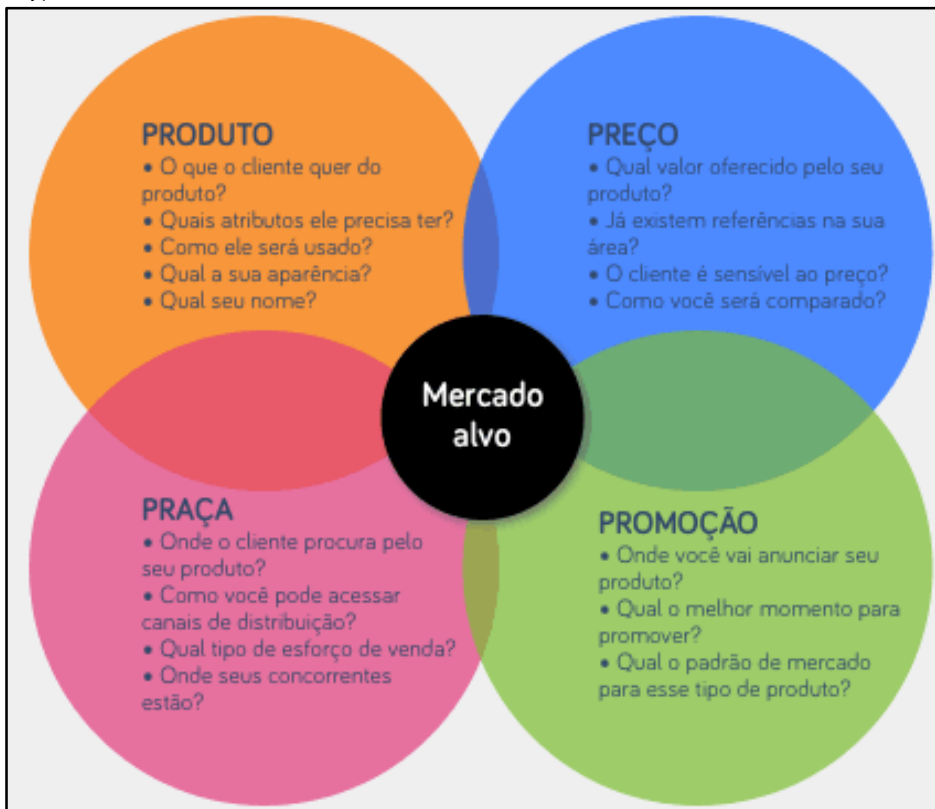 PRODUTO
• O que o cliente quer do
produto?
• Quais atributos ele precisa ter?
• Como ele será usado?
• Qual a sua aparência?
• Qual seu nome?
PREÇO
• Qual valor oferecido pelo seu
produto?
• Já existem referências na sua
área?
• O cliente é sensível ao preço?
• Como você será comparado?
Mercado
alvo
PRAÇA
• Onde o cliente procura pelo
seu produto?
• Como você pode acessar
canais de distribuição?
• Qual tipo de esforço de venda?
• Onde seus concorrentes
estão?
PROMOÇÃO
• Onde você vai anunciar seu
produto?
• Qual o melhor momento para
promover?
• Qual o padrão de mercado
para esse tipo de produto?